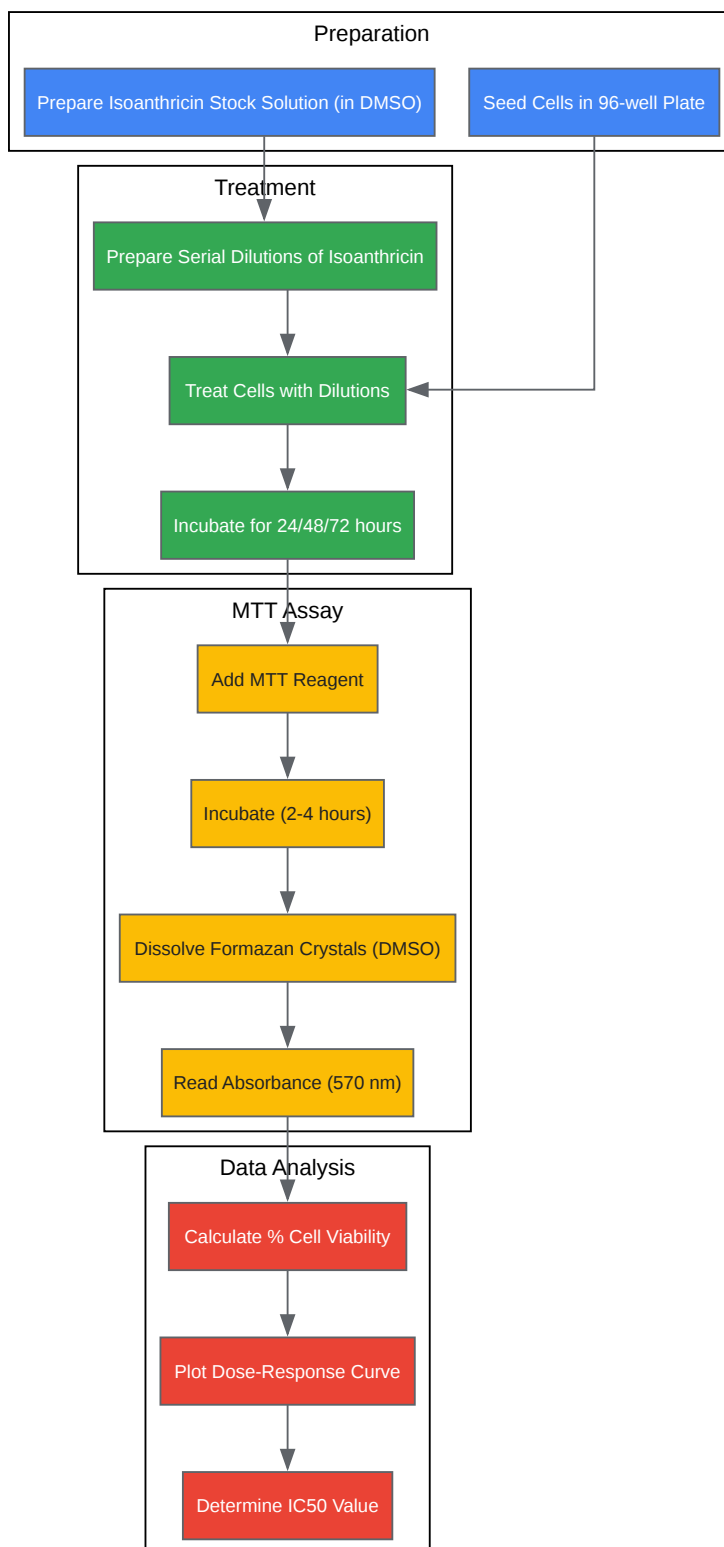 Preparation
Prepare Isoanthricin Stock Solution (in DMSO)
Seed Cells in 96-well Plate
Treatment
Prepare Serial Dilutions of Isoanthricin
Treat Cells with Dilutions
Incubate for 24/48/72 hours
MTT Assay
Add MTT Reagent
Incubate (2-4 hours)
Dissolve Formazan Crystals (DMSO)
Read Absorbance (570 nm)
Data Analysis
Calculate % Cell Viability
Plot Dose-Response Curve
Determine IC50 Value